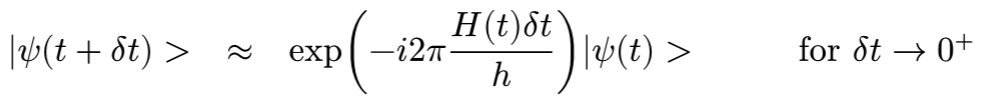 |ψ(t + δt) > ≈ exp(−i2π H(t)δt / h)|ψ(t) > for δt → 0⁺